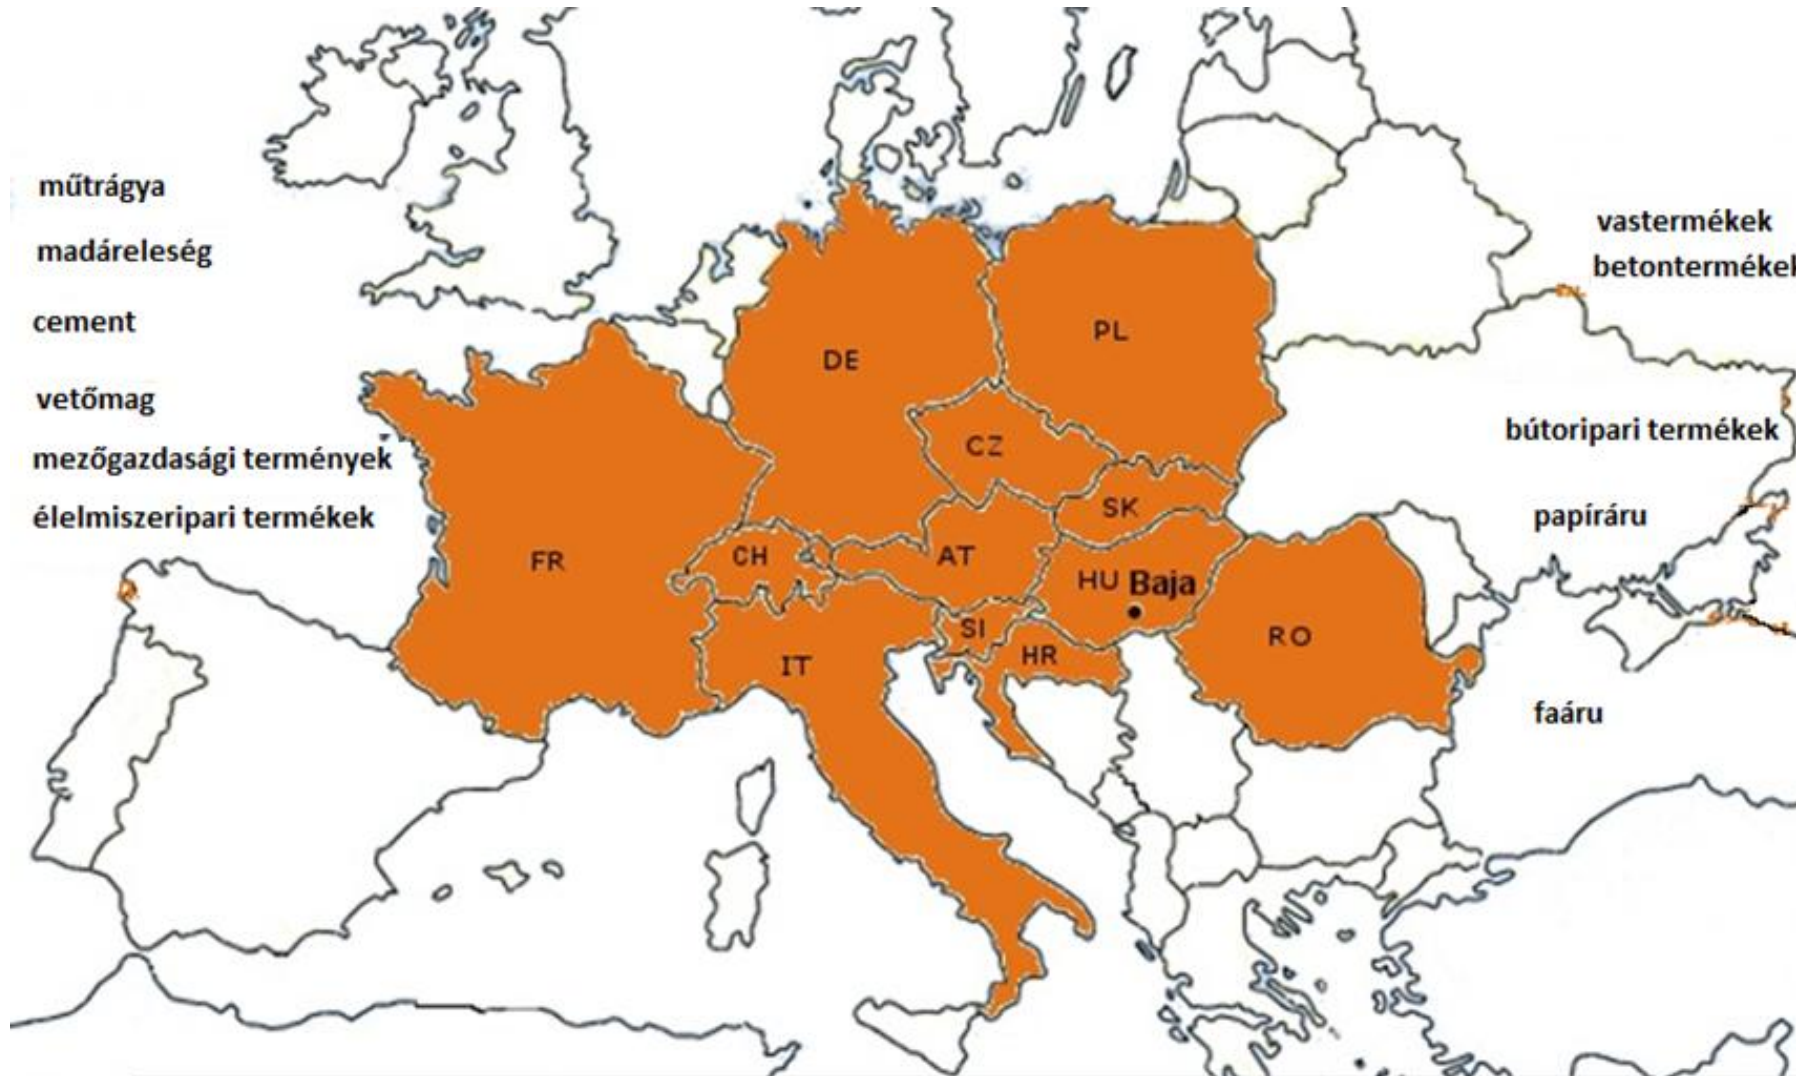 műtrágya
madáreleség
cement
vetőmag
mezőgazdasági termények
élelmiszeripari termékek
vastermékek
betontermékek
bútoripari termékek
papíráru
faáru
DE
PL
CZ
SK
FR
CH
AT
HU Baja
SI
HR
IT
RO